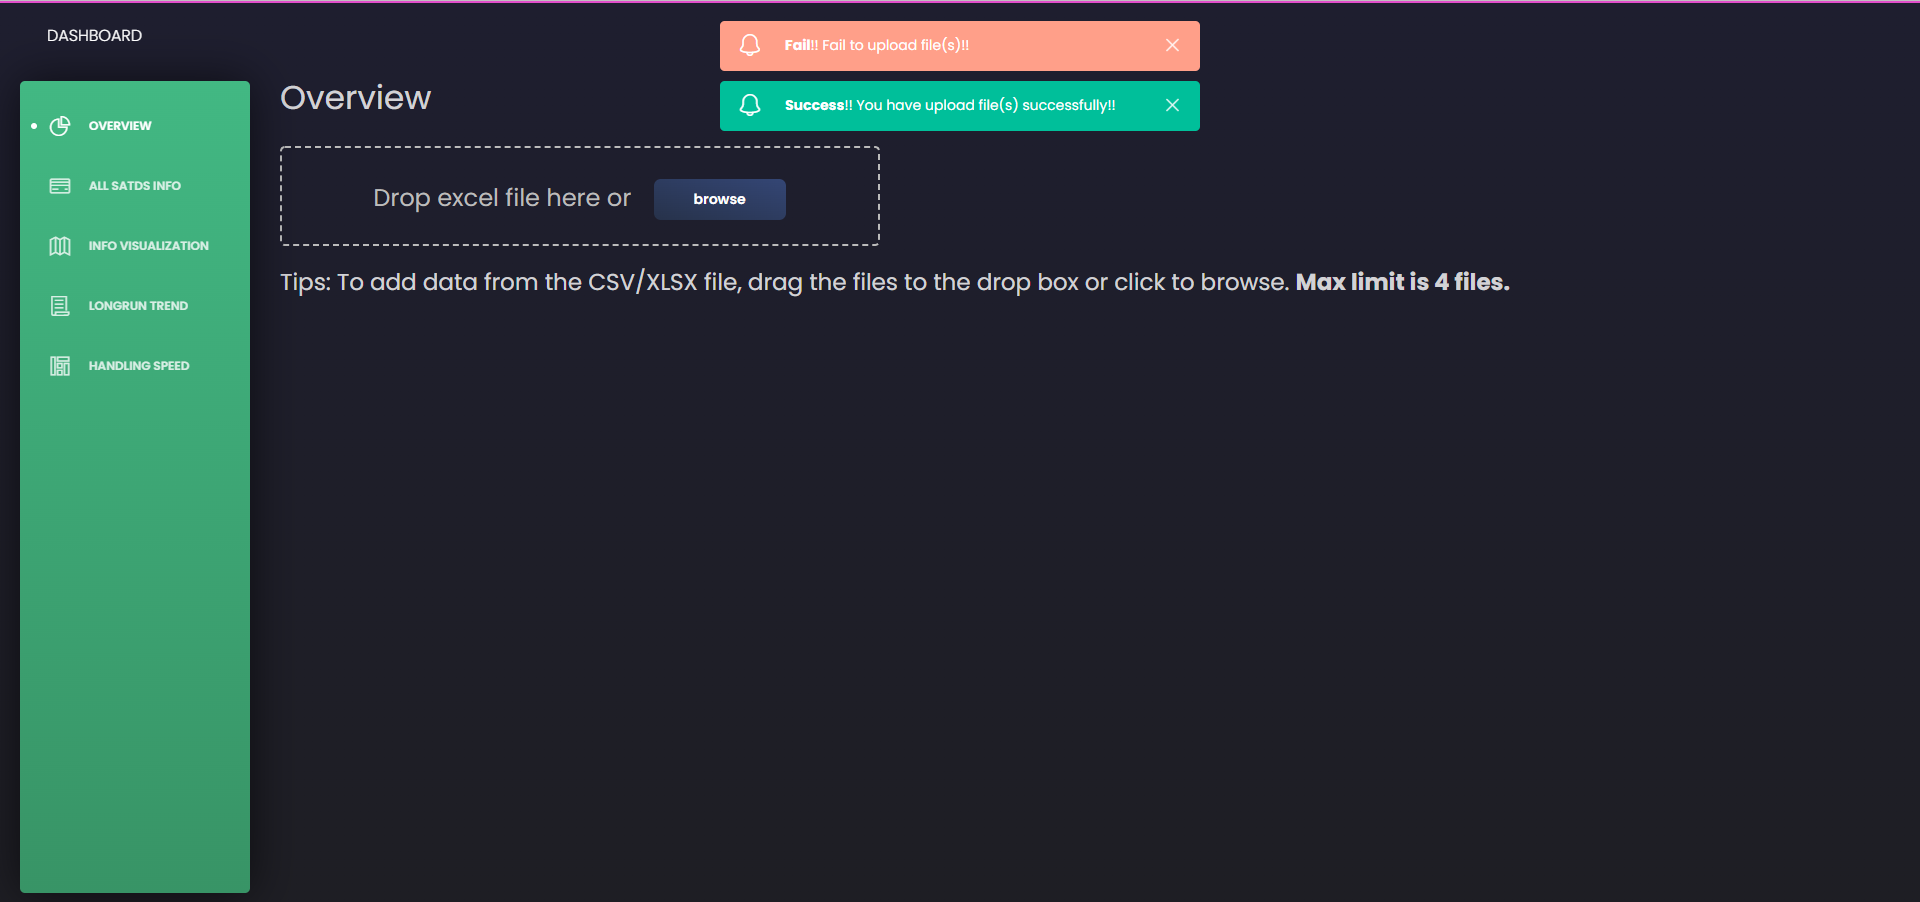 DASHBOARD
Fail!! Fail to upload file(s)!!
Success!! You have upload file(s) successfully!!
OVERVIEW
ALL SATDS INFO
INFO VISUALIZATION
LONGRUN TREND
HANDLING SPEED
Overview
Drop excel file here or browse
Tips: To add data from the CSV/XLSX file, drag the files to the drop box or click to browse. Max limit is 4 files.